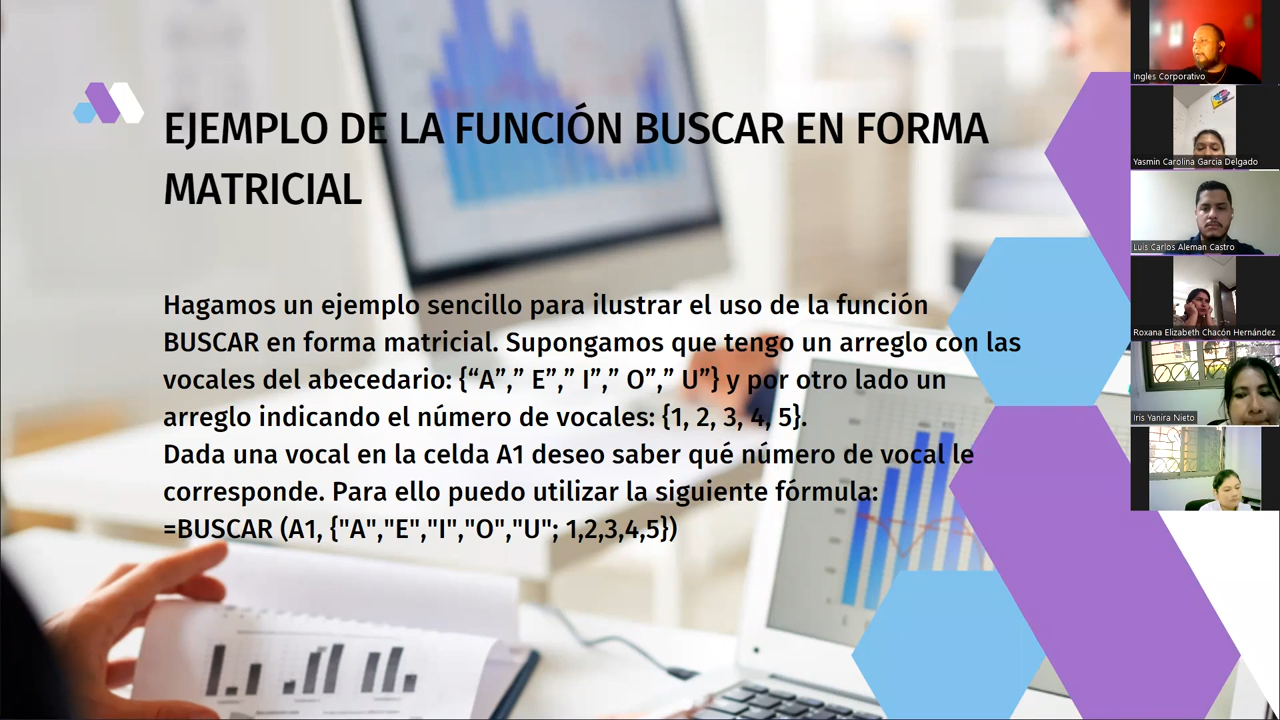 EJEMPLO DE LA FUNCIÓN BUSCAR EN FORMA
MATRICIAL
Hagamos un ejemplo sencillo para ilustrar el uso de la función
BUSCAR en forma matricial. Supongamos que tengo un arreglo con las
vocales del abecedario: {“A”,” E”,” I”,” O”,” U”} y por otro lado un
arreglo indicando el número de vocales: {1, 2, 3, 4, 5}.
Dada una vocal en la celda A1 deseo saber qué número de vocal le
corresponde. Para ello puedo utilizar la siguiente fórmula:
=BUSCAR (A1, {"A","E","I","O","U"; 1,2,3,4,5})
Ingles Corporativo
Yasmin Carolina Garcia Delgado
Luis Carlos Aleman Castro
Roxana Elizabeth Chacón Hernández
Iris Yanira Nieto